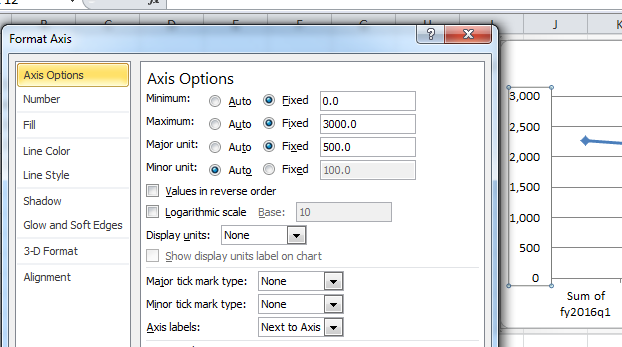 12
fx
B C D E F G H I J K
Format Axis
?
Axis Options
Number
Fill
Line Color
Line Style
Shadow
Glow and Soft Edges
3-D Format
Alignment
Axis Options
Minimum: Auto Fixed 0.0
Maximum: Auto Fixed 3000.0
Major unit: Auto Fixed 500.0
Minor unit: Auto Fixed 100.0
Values in reverse order
Logarithmic scale Base: 10
Display units: None
Show display units label on chart
Major tick mark type: None
Minor tick mark type: None
Axis labels: Next to Axis
3,000
2,500
2,000
1,500
1,000
500
0
Sum of
fy2016q1